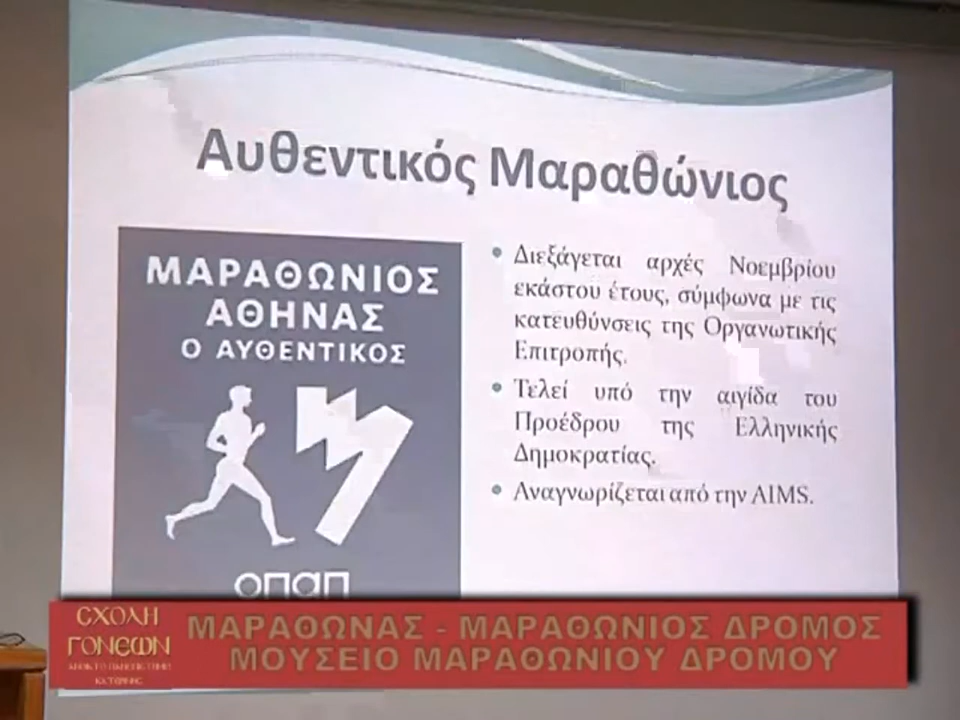 Αυθεντικός Μαραθώνιος
ΜΑΡΑΘΩΝΙΟΣ
ΑΘΗΝΑΣ
Ο ΑΥΘΕΝΤΙΚΟΣ
οπαπ
• Διεξάγεται αρχές Νοεμβρίου
εκάστου έτους, σύμφωνα με τις
κατευθύνσεις της Οργανωτικής
Επιτροπής.
• Τελεί υπό την αιγίδα του
Προέδρου της Ελληνικής
Δημοκρατίας.
• Αναγνωρίζεται από την AIMS.
ΣΧΟΛΗ
ΓΟΝΕΩΝ
ΚΑΤΕΡΙΝΗΣ
ΜΑΡΑΘΩΝΑΣ - ΜΑΡΑΘΩΝΙΟΣ ΔΡΟΜΟΣ
ΜΟΥΣΕΙΟ ΜΑΡΑΘΩΝΙΟΥ ΔΡΟΜΟΥ